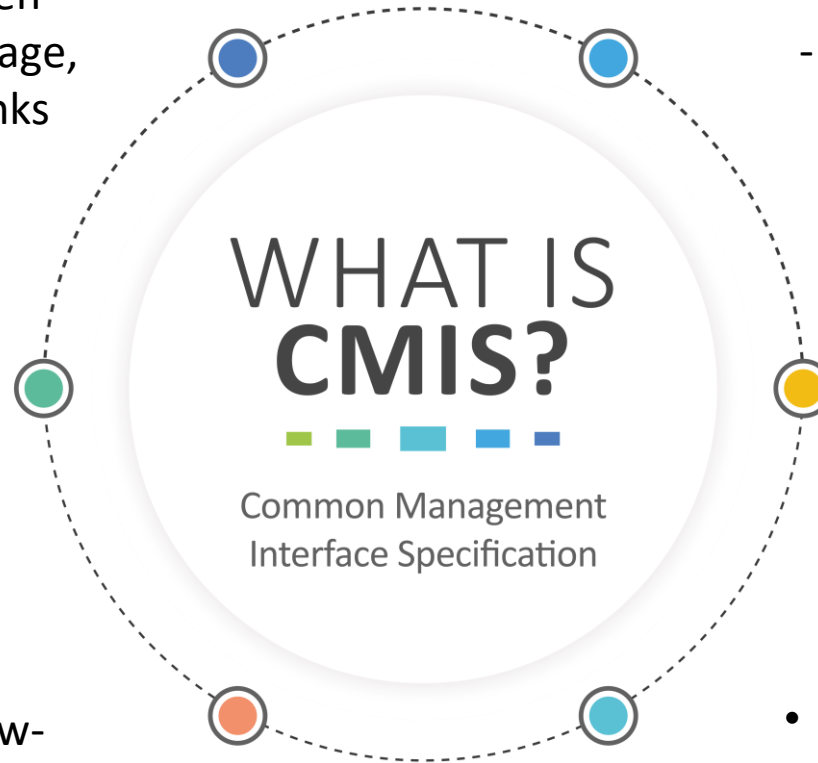 age,
nks
-
WHAT IS
CMIS?
Common Management
Interface Specification
w-
•